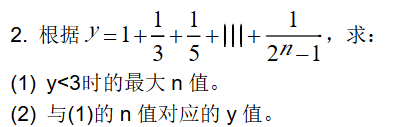 2. 根据 y=1+1/3+1/5+|||+1/(2n-1)，求：
(1) y<3时的最大 n 值。
(2) 与(1)的 n 值对应的 y 值。